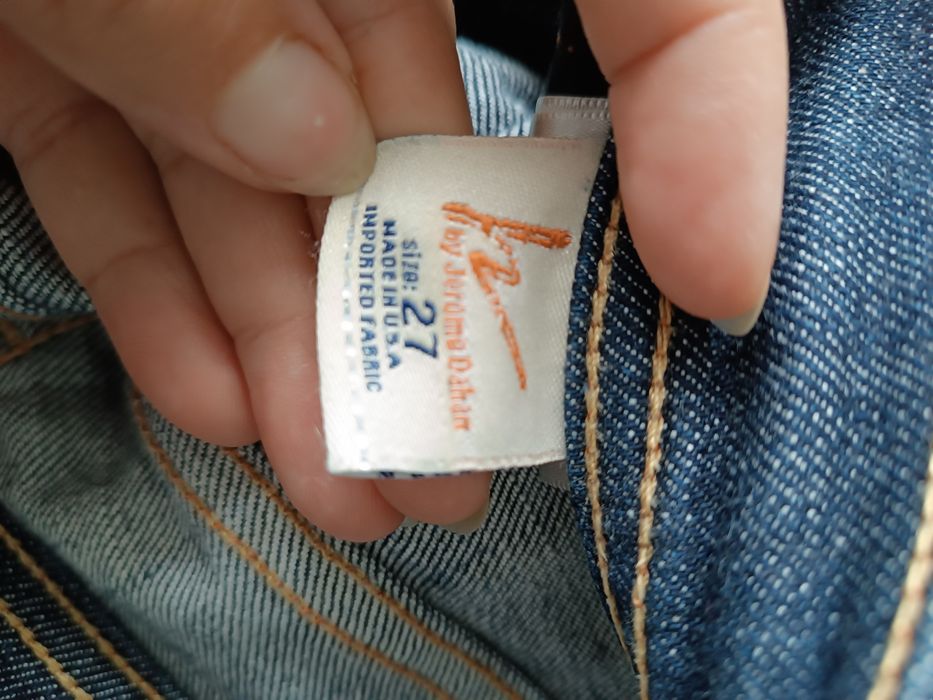 by Jerome Dahan
size: 27
MADE IN USA
IMPORTED FABRIC